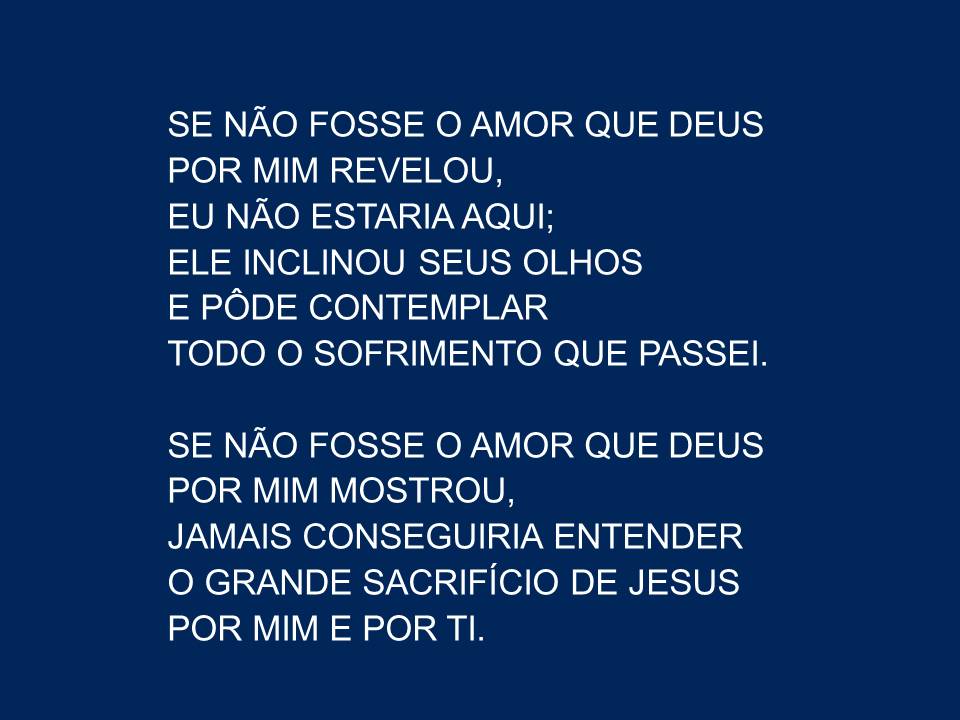 SE NÃO FOSSE O AMOR QUE DEUS
POR MIM REVELOU,
EU NÃO ESTARIA AQUI;
ELE INCLINOU SEUS OLHOS
E PÔDE CONTEMPLAR
TODO O SOFRIMENTO QUE PASSEI.
SE NÃO FOSSE O AMOR QUE DEUS
POR MIM MOSTROU,
JAMAIS CONSEGUIRIA ENTENDER
O GRANDE SACRIFÍCIO DE JESUS
POR MIM E POR TI.